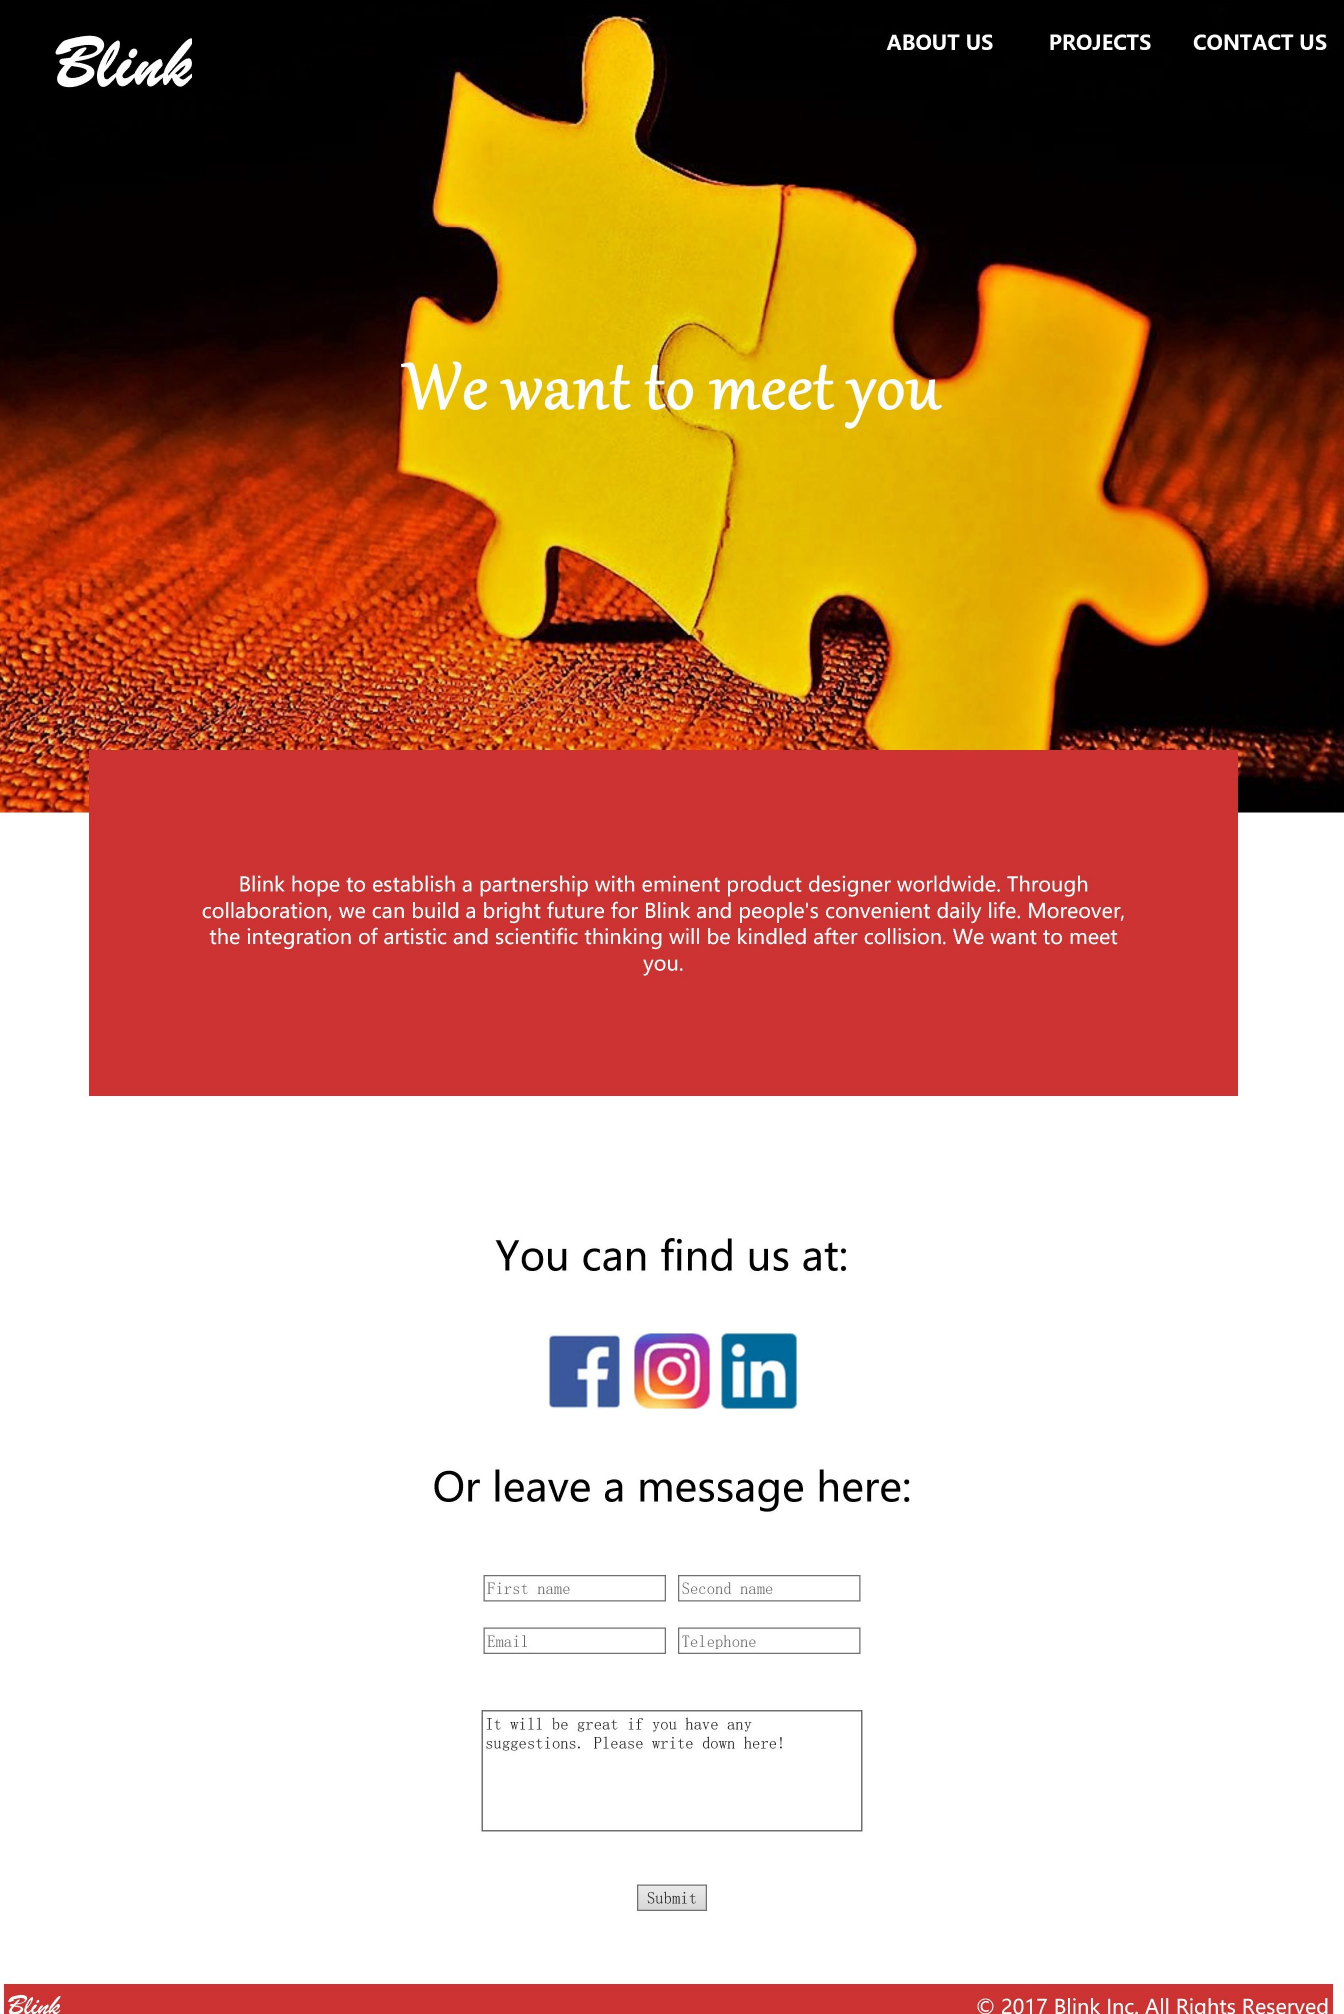 Blink
ABOUT US PROJECTS CONTACT US
We want to meet you
Blink hope to establish a partnership with eminent product designer worldwide. Through
collaboration, we can build a bright future for Blink and people's convenient daily life. Moreover,
the integration of artistic and scientific thinking will be kindled after collision. We want to meet
you.
You can find us at:
f in
Or leave a message here:
First name Second name
Email Telephone
It will be great if you have any
suggestions. Please write down here!
Submit
Blink © 2017 Blink Inc. All Rights Reserved